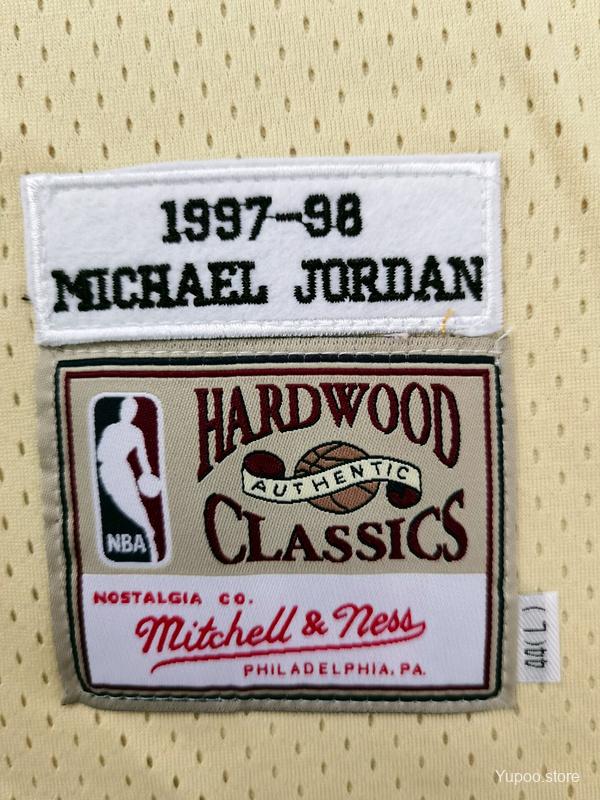 1997-98
MICHAEL JORDAN
HARDWOOD
AUTHENTIC
CLASSICS
NBA
NOSTALGIA CO.
Mitchell & Ness
PHILADELPHIA, PA.
44(L)
Yupoo.store